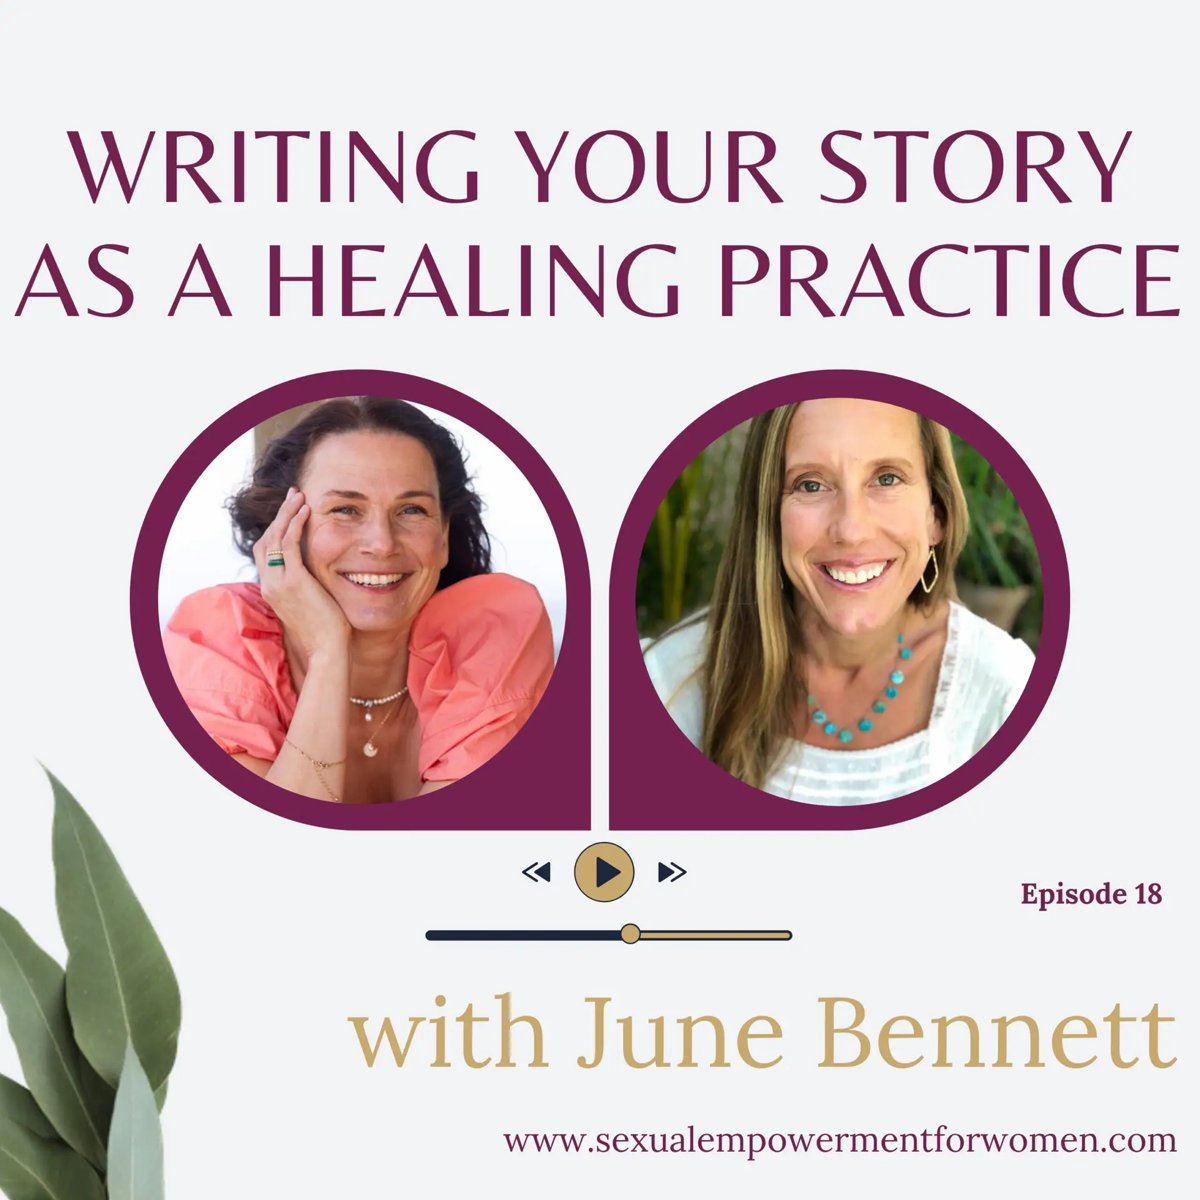 WRITING YOUR STORY
AS A HEALING PRACTICE
Episode 18
with June Bennett
www.sexualempowermentforwomen.com